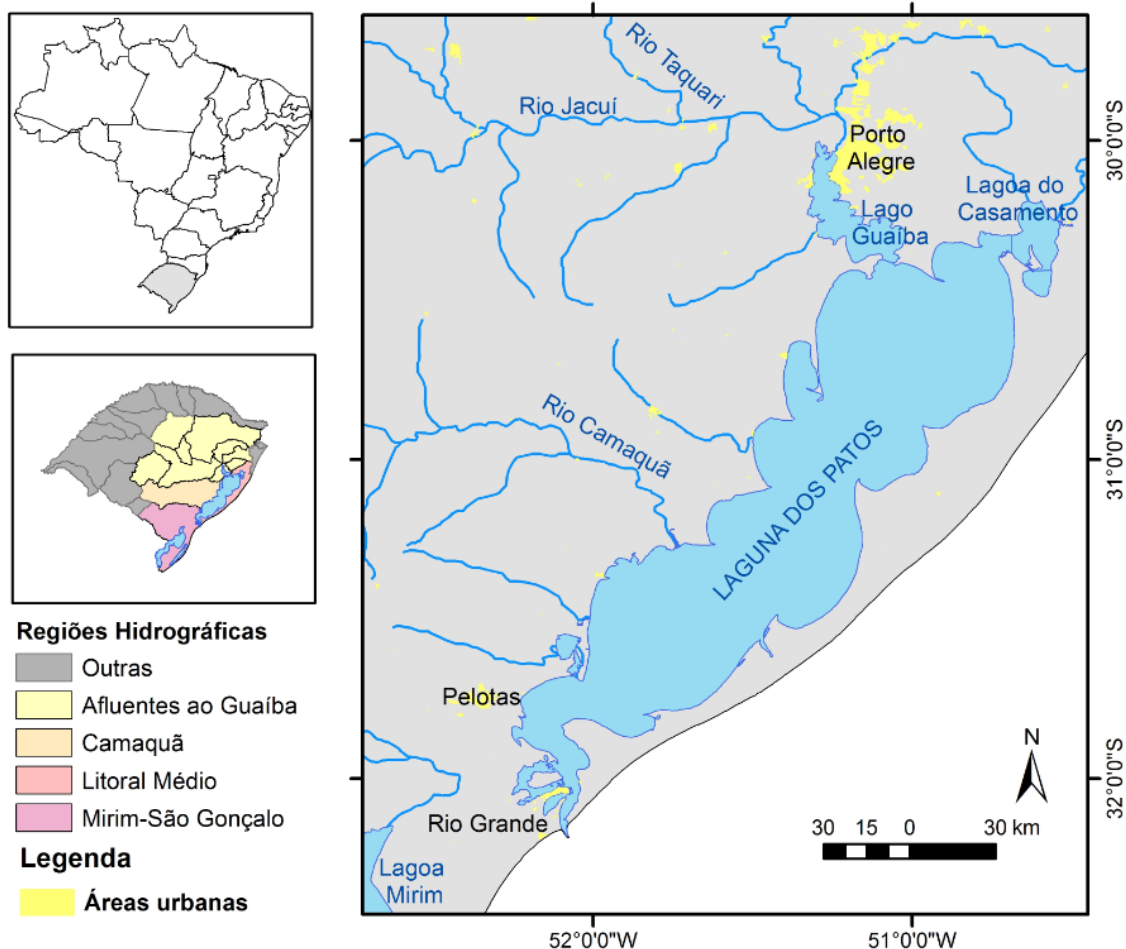 Rio Taquari
Rio Jacuí
Porto
Alegre
Lagoa do
Casamento
Lago
Guaíba
Rio Camaquã
LAGUNA DOS PATOS
Pelotas
Rio Grande
Lagoa
Mirim
N
30 15 0 30 km
30°0'0"S
31°0'0"S
32°0'0"S
52°0'0"W
51°0'0"W
Regiões Hidrográficas
Outras
Afluentes ao Guaíba
Camaquã
Litoral Médio
Mirim-São Gonçalo
Legenda
Áreas urbanas